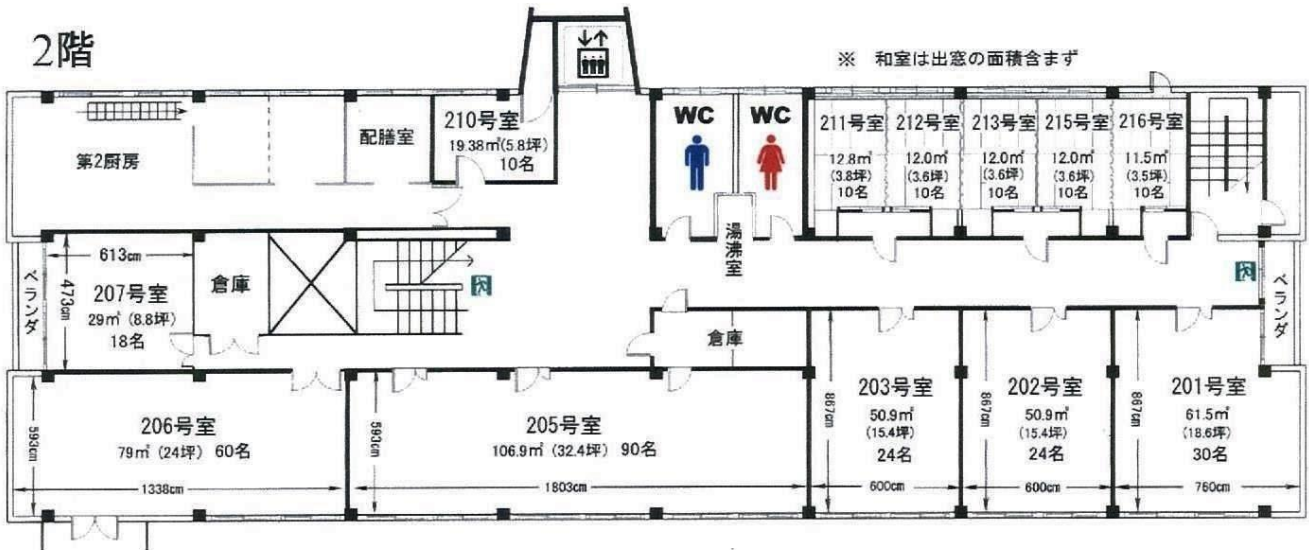 2階
※ 和室は出窓の面積含まず
第2厨房
配膳室
210号室
19.38㎡(5.8坪)
10名
WC
WC
湯沸室
211号室
12.8㎡
(3.8坪)
10名
212号室
12.0㎡
(3.6坪)
10名
213号室
12.0㎡
(3.6坪)
10名
215号室
12.0㎡
(3.6坪)
10名
216号室
11.5㎡
(3.5坪)
10名
ベランダ
613cm
473cm
207号室
29㎡(8.8坪)
18名
倉庫
倉庫
ベランダ
206号室
79㎡(24坪) 60名
593cm
1338cm
205号室
106.9㎡(32.4坪) 90名
593cm
1803cm
203号室
50.9㎡
(15.4坪)
24名
867cm
600cm
202号室
50.9㎡
(15.4坪)
24名
867cm
600cm
201号室
61.5㎡
(18.6坪)
30名
867cm
760cm